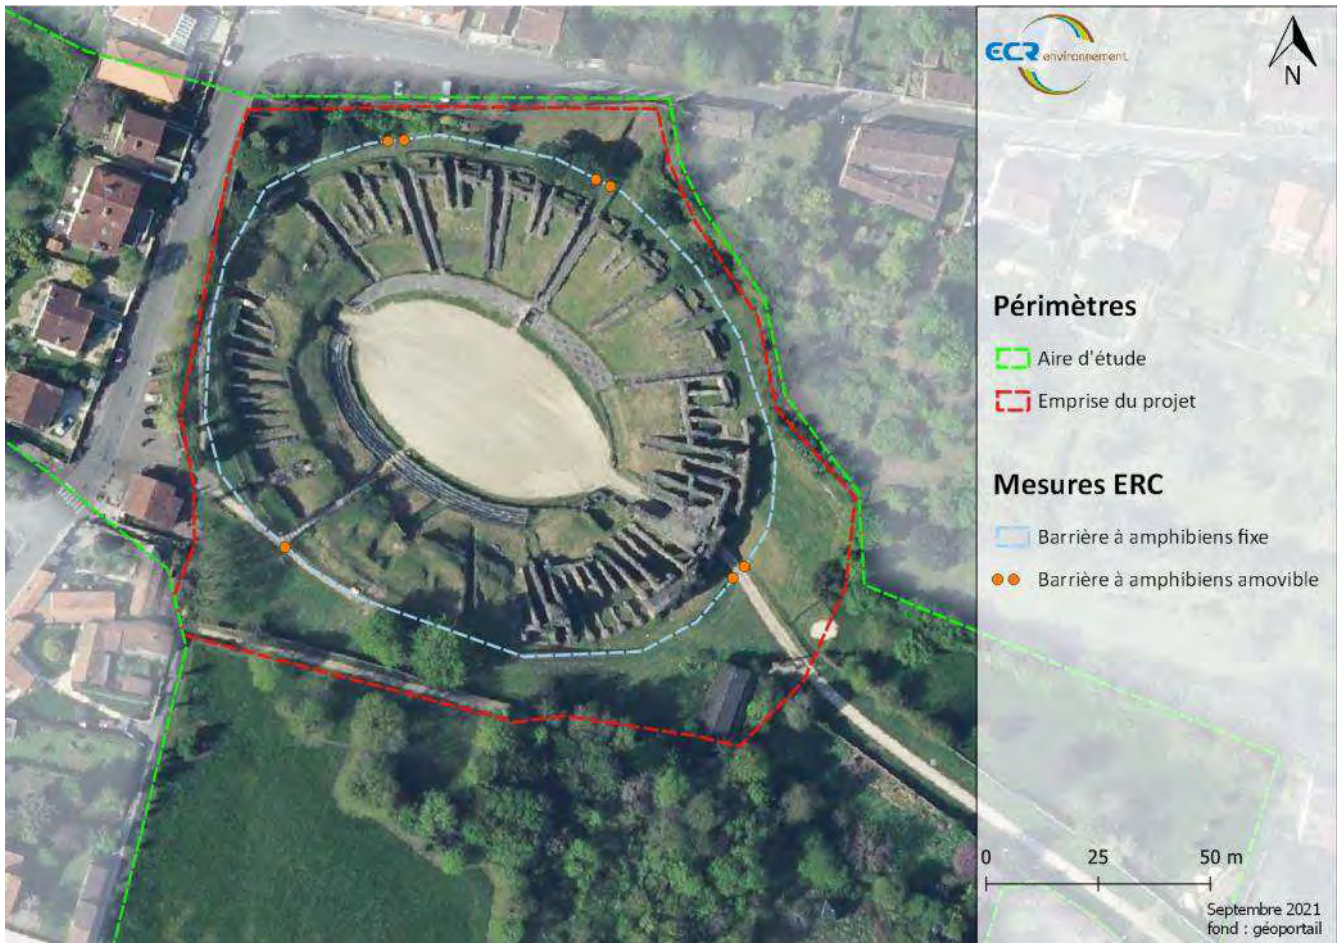 ECR environnement
N
Périmètres
Aire d'étude
Emprise du projet
Mesures ERC
Barrière à amphibiens fixe
Barrière à amphibiens amovible
0 25 50 m
Septembre 2021
fond : géoportail